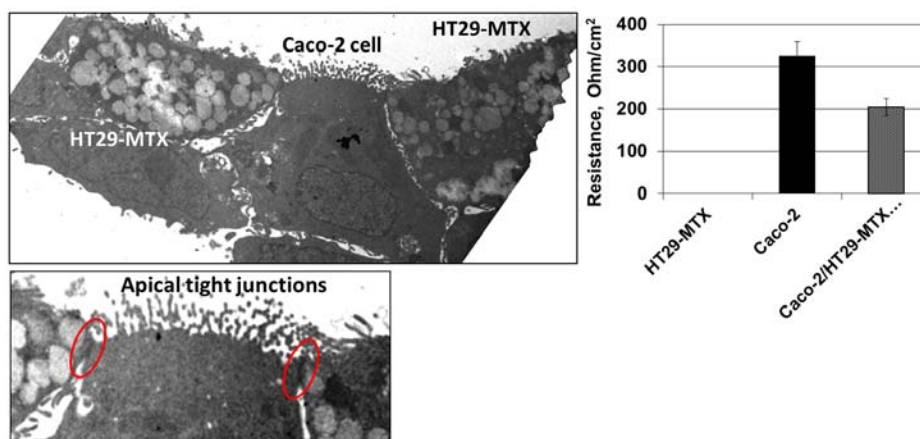 HT29-MTX
Caco-2 cell
HT29-MTX
Apical tight junctions
Resistance, Ohm/cm²
400
300
200
100
0
HT29-MTX
Caco-2
Caco-2/HT29-MTX...